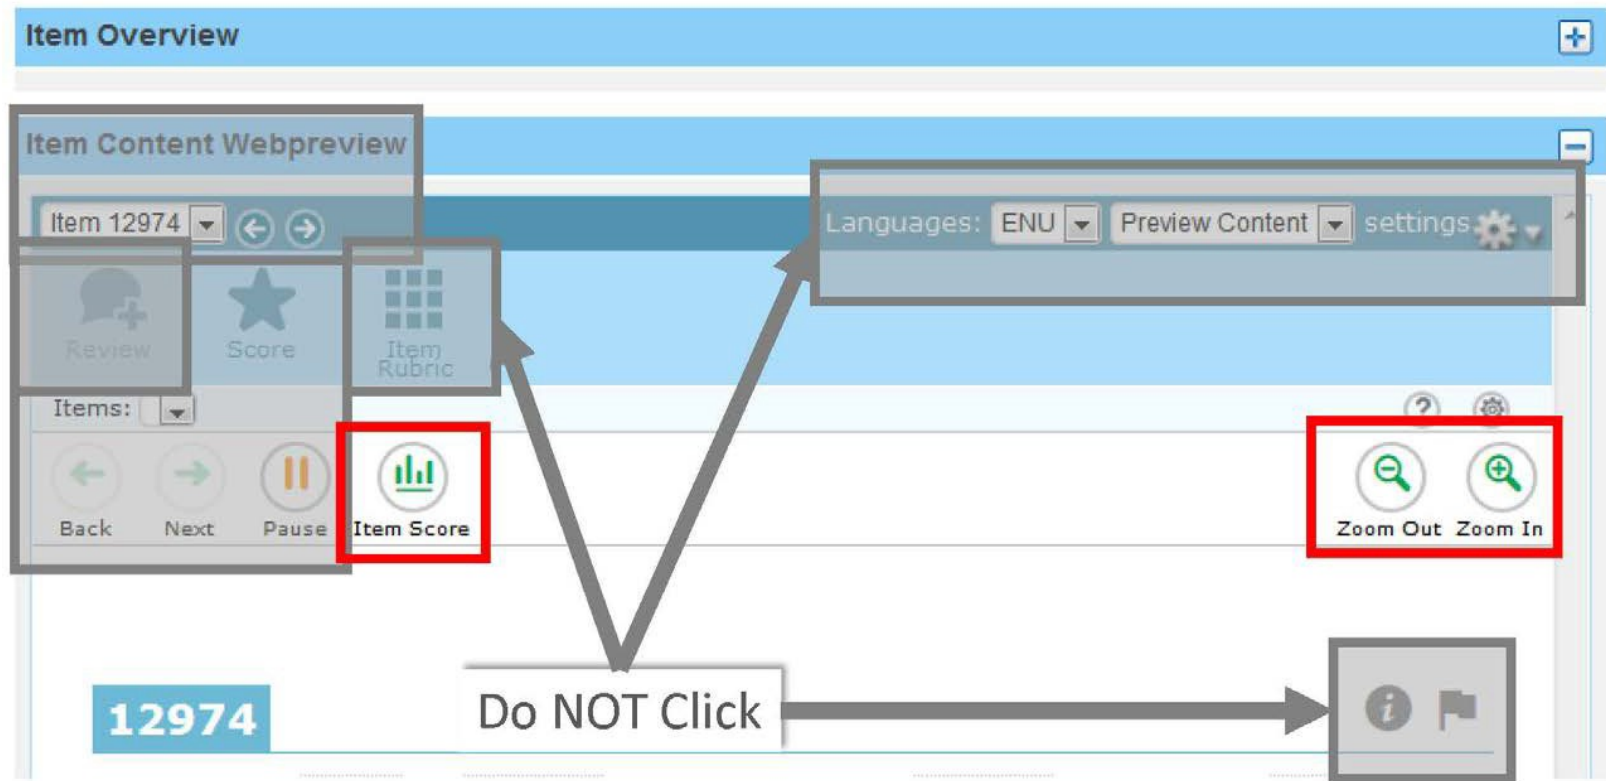 Item Overview
Item Content Webpreview
Item 12974
Languages: ENU Preview Content settings
Review
Score
Item
Rubric
Items:
Back
Next
Pause
Item Score
Zoom Out
Zoom In
12974
Do NOT Click